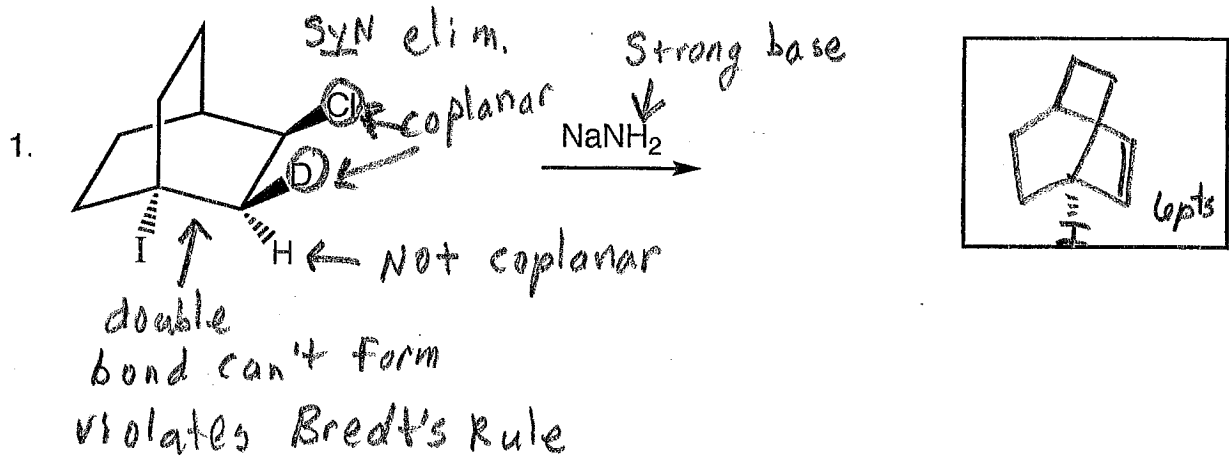 SYN elim.
Strong base
Cl
coplanar
1.
NaNH2
D
6pts
I
H
Not coplanar
I
double
bond can't form
violates Bredt's Rule